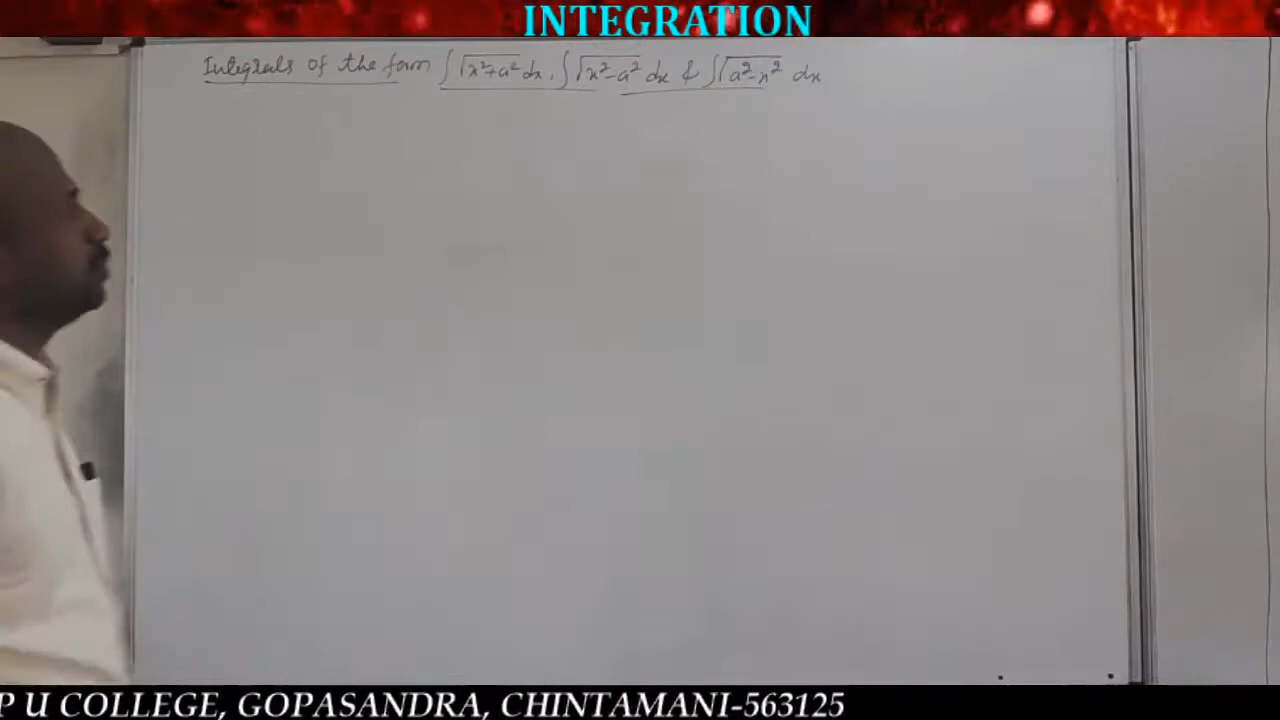 INTEGRATION
Integrals of the form ∫√x²+a² dx, ∫√x²-a² dx & ∫√a²-x² dx
P U COLLEGE, GOPASANDRA, CHINTAMANI-563125